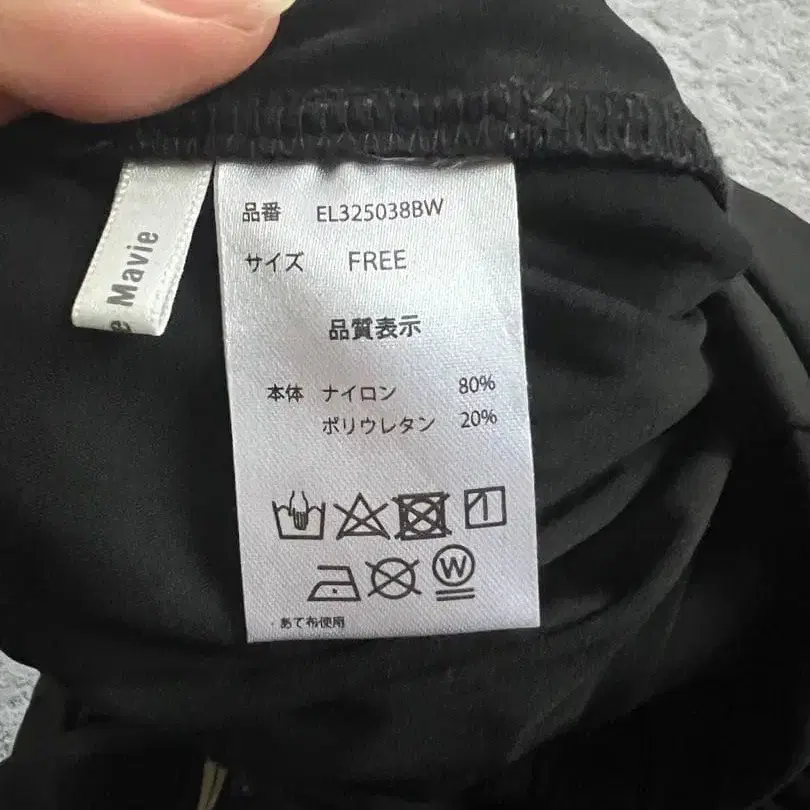 e Mavie
品番 EL325038BW
サイズ FREE
品質表示
本体 ナイロン 80%
ポリウレタン 20%
W
・あて布使用